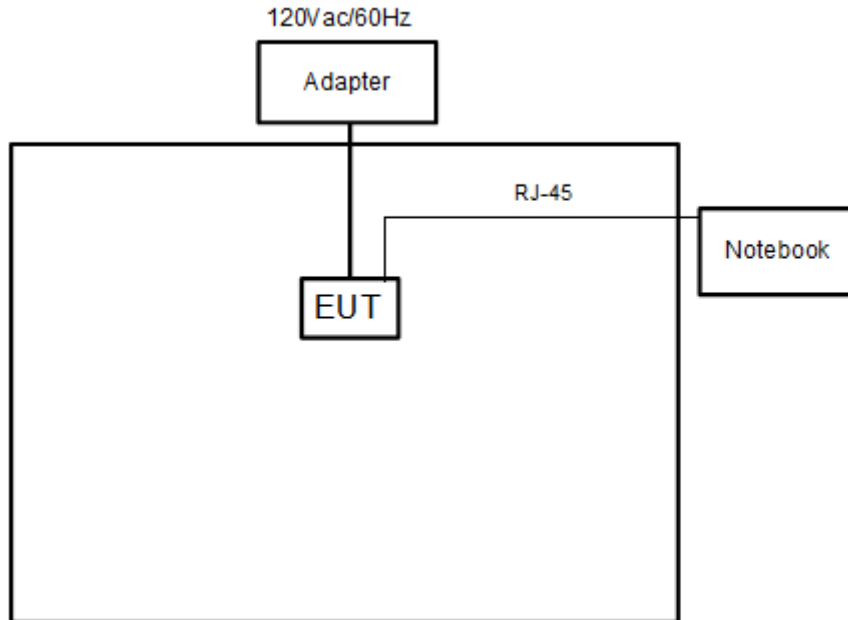 120Vac/60Hz
Adapter
RJ-45
Notebook
EUT